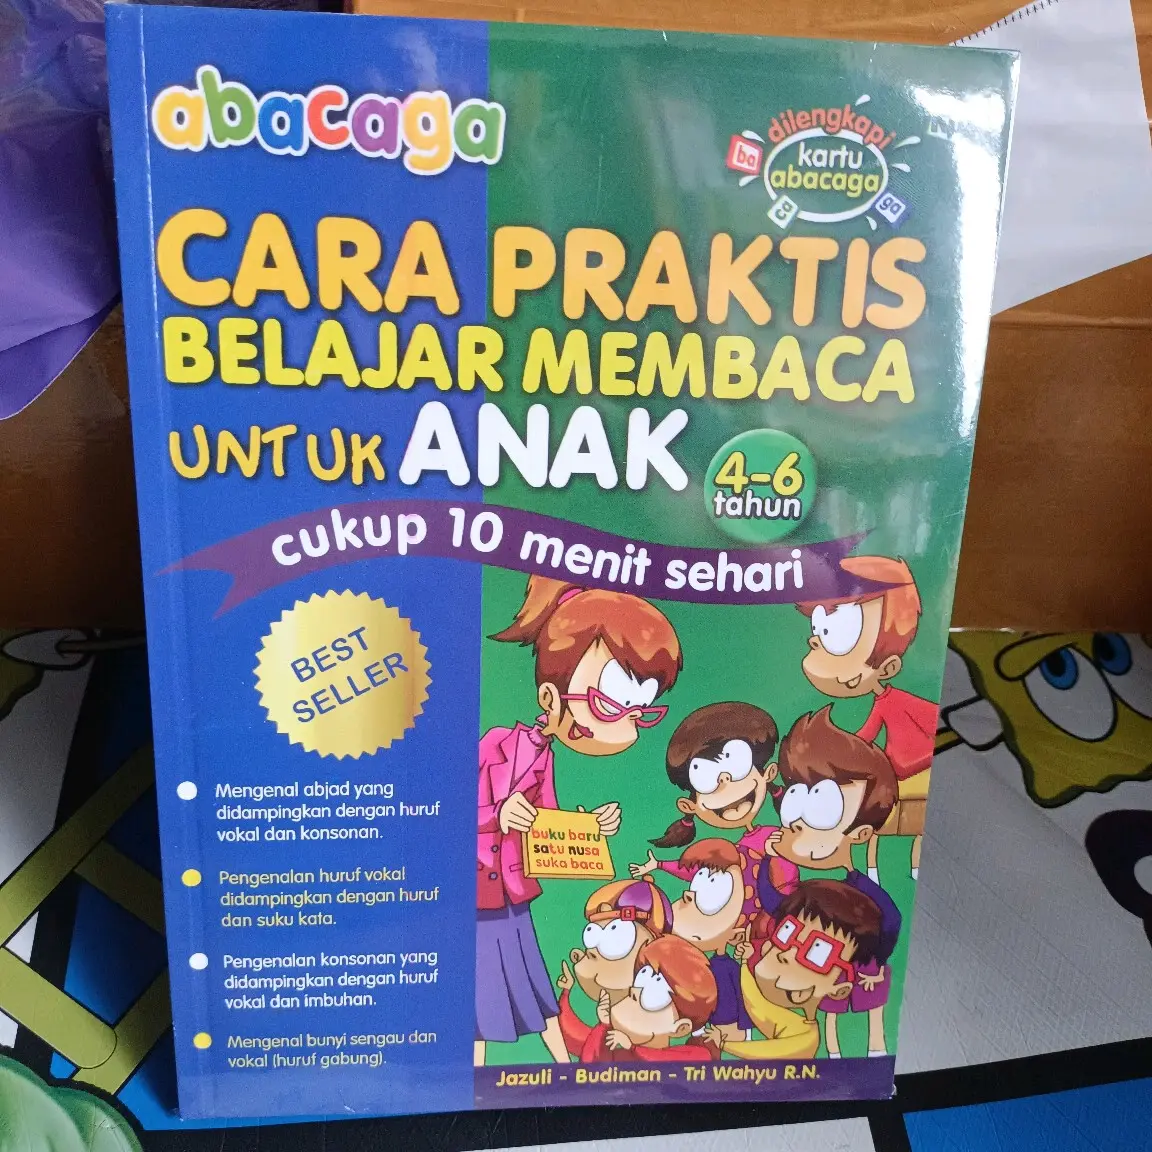 abacaga
dilengkapi
ba
kartu
abacaga
ca
ga
CARA PRAKTIS
BELAJAR MEMBACA
UNTUK ANAK
4-6
tahun
cukup 10 menit sehari
BEST
SELLER
Mengenal abjad yang
didampingkan dengan huruf
vokal dan konsonan.
Pengenalan huruf vokal
didampingkan dengan huruf
dan suku kata.
Pengenalan konsonan yang
didampingkan dengan huruf
vokal dan imbuhan.
Mengenal bunyi sengau dan
vokal (huruf gabung).
buku baru
satu nusa
suka baca
Jazuli - Budiman - Tri Wahyu R.N.